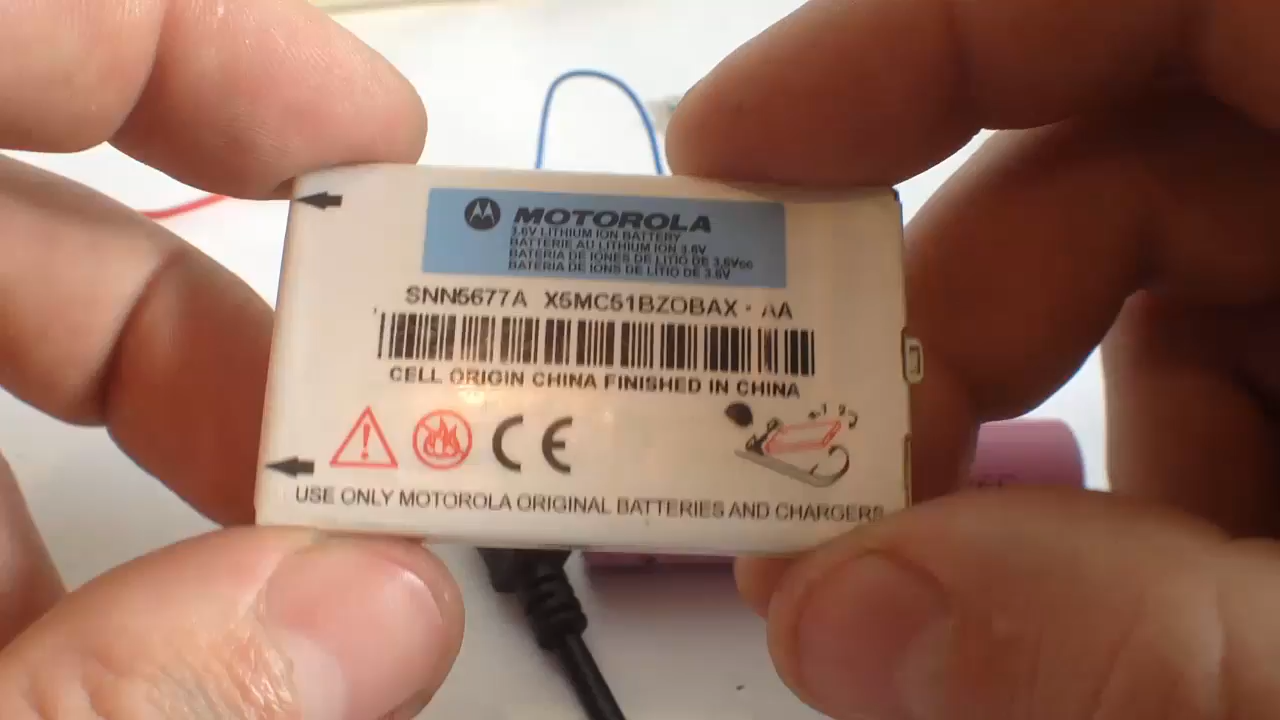 MOTOROLA
3.6V LITHIUM ION BATTERY
BATTERIE AU LITHIUM ION 3.6V
BATERIA DE IONES DE LITIO DE 3,6Vcc
BATERIA DE IONS DE LITIO DE 3.6V
SNN5677A X5MC51BZOBAX - AA
CELL ORIGIN CHINA FINISHED IN CHINA
CE
1 2
USE ONLY MOTOROLA ORIGINAL BATTERIES AND CHARGERS